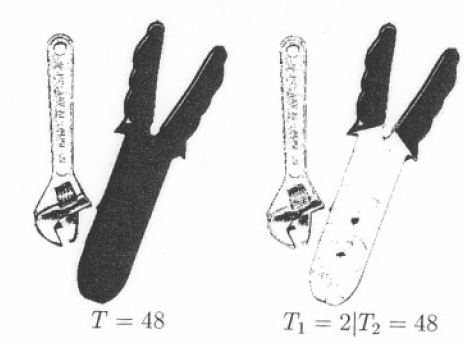 T = 48
T₁ = 2|T₂ = 48